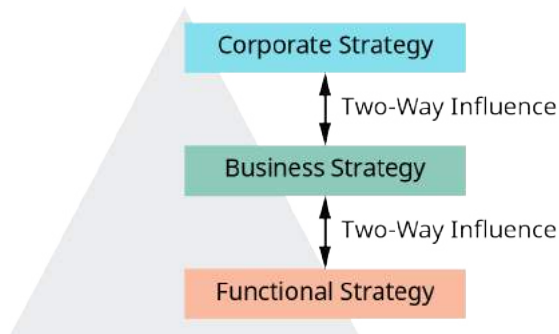 Corporate Strategy
Two-Way Influence
Business Strategy
Two-Way Influence
Functional Strategy